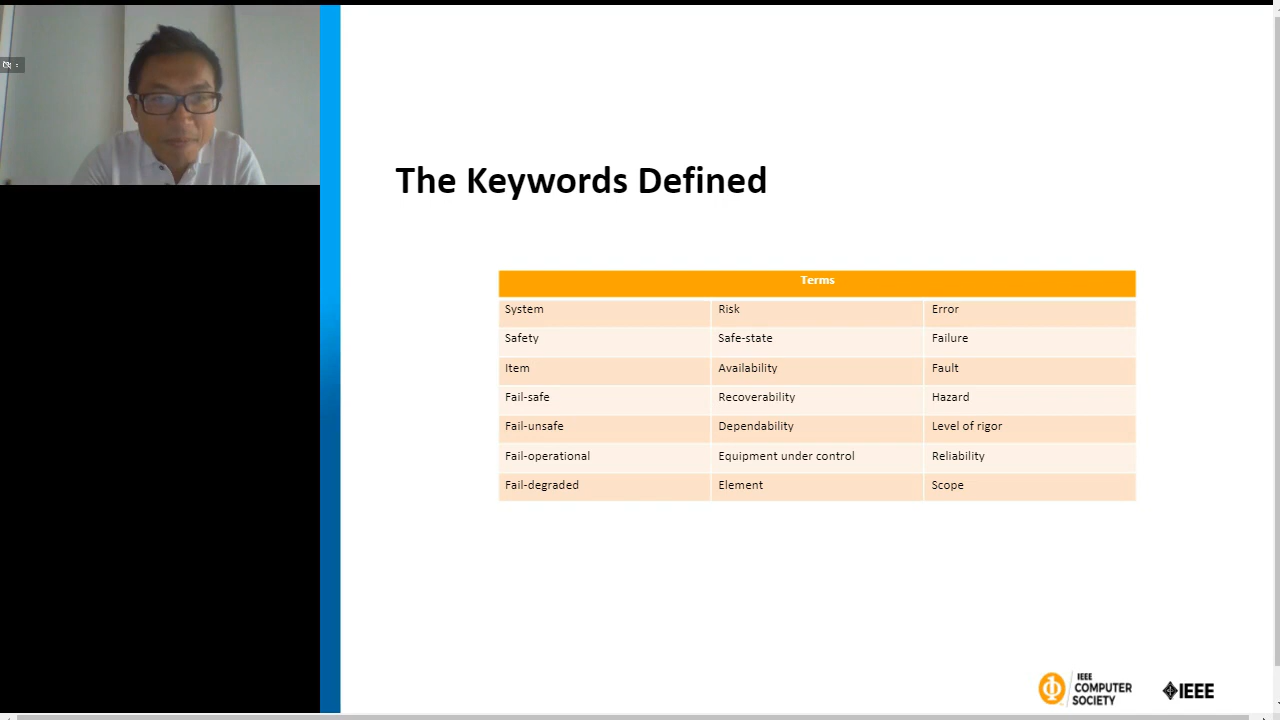 The Keywords Defined
Terms
System Risk Error
Safety Safe-state Failure
Item Availability Fault
Fail-safe Recoverability Hazard
Fail-unsafe Dependability Level of rigor
Fail-operational Equipment under control Reliability
Fail-degraded Element Scope
IEEE
COMPUTER
SOCIETY
IEEE